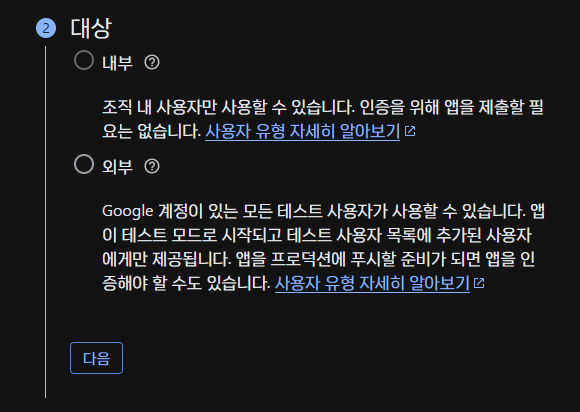 2 대상
내부
조직 내 사용자만 사용할 수 있습니다. 인증을 위해 앱을 제출할 필
요는 없습니다. 사용자 유형 자세히 알아보기
외부
Google 계정이 있는 모든 테스트 사용자가 사용할 수 있습니다. 앱
이 테스트 모드로 시작되고 테스트 사용자 목록에 추가된 사용자
에게만 제공됩니다. 앱을 프로덕션에 푸시할 준비가 되면 앱을 인
증해야 할 수도 있습니다. 사용자 유형 자세히 알아보기
다음